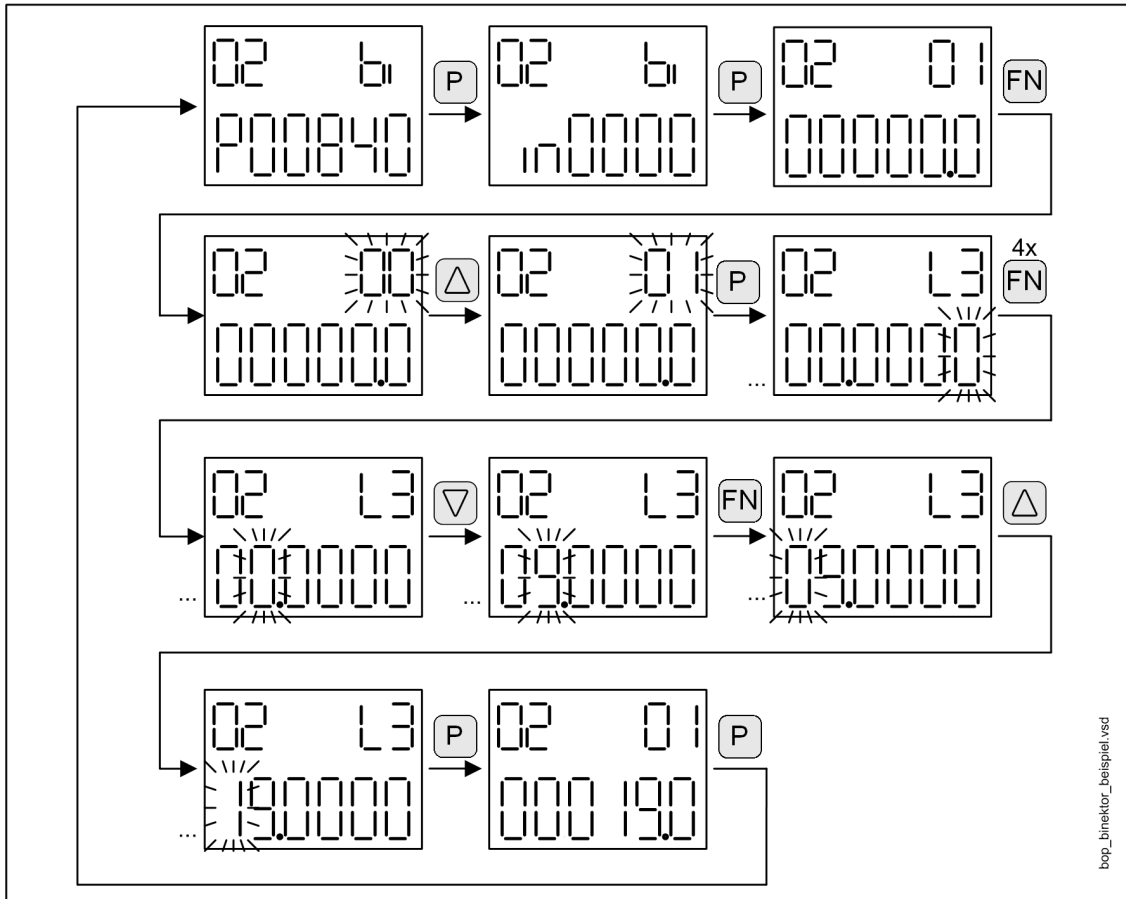 02 bi
P00840
P
02 bi
in0000
P
02 01
00000.0
FN
02 00
00000.0
△
02 01
00000.0
P
02 L3
... 00.0000
4x
FN
02 L3
... 00.0000
▽
02 L3
... 09.0000
FN
02 L3
... 09.0000
△
02 L3
... 19.0000
P
02 01
00019.0
P
bop_binektor_beispiel.vsd